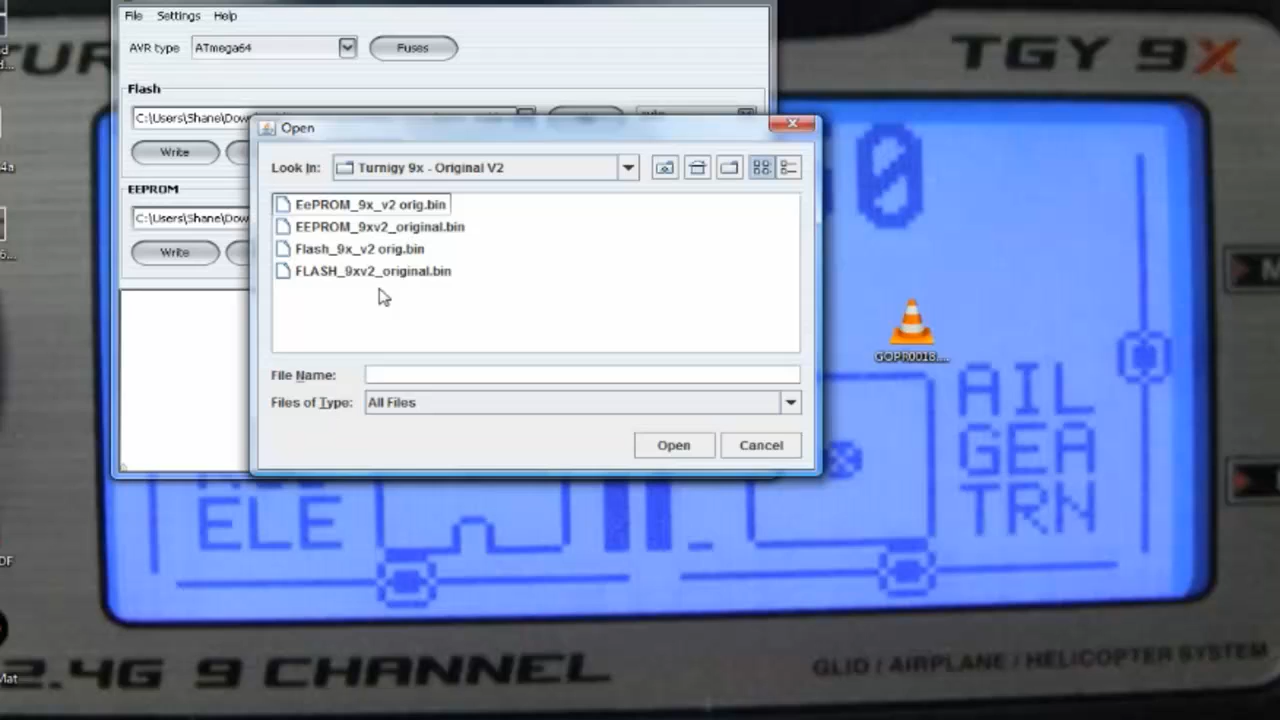 File Settings Help
AVR type ATmega64 Fuses
Flash
C:\Users\Shane\Dow
Write
EEPROM
C:\Users\Shane\Dow
Write
Open
Look In: Turnigy 9x - Original V2
EePROM_9x_v2 orig.bin
EEPROM_9xv2_original.bin
Flash_9x_v2 orig.bin
FLASH_9xv2_original.bin
File Name:
Files of Type: All Files
Open Cancel
TGY 9X
GOPR0018....
AIL
GEA
TRN
ELE
2.4G 9 CHANNEL
GLID / AIRPLANE / HELICOPTER SYSTEM